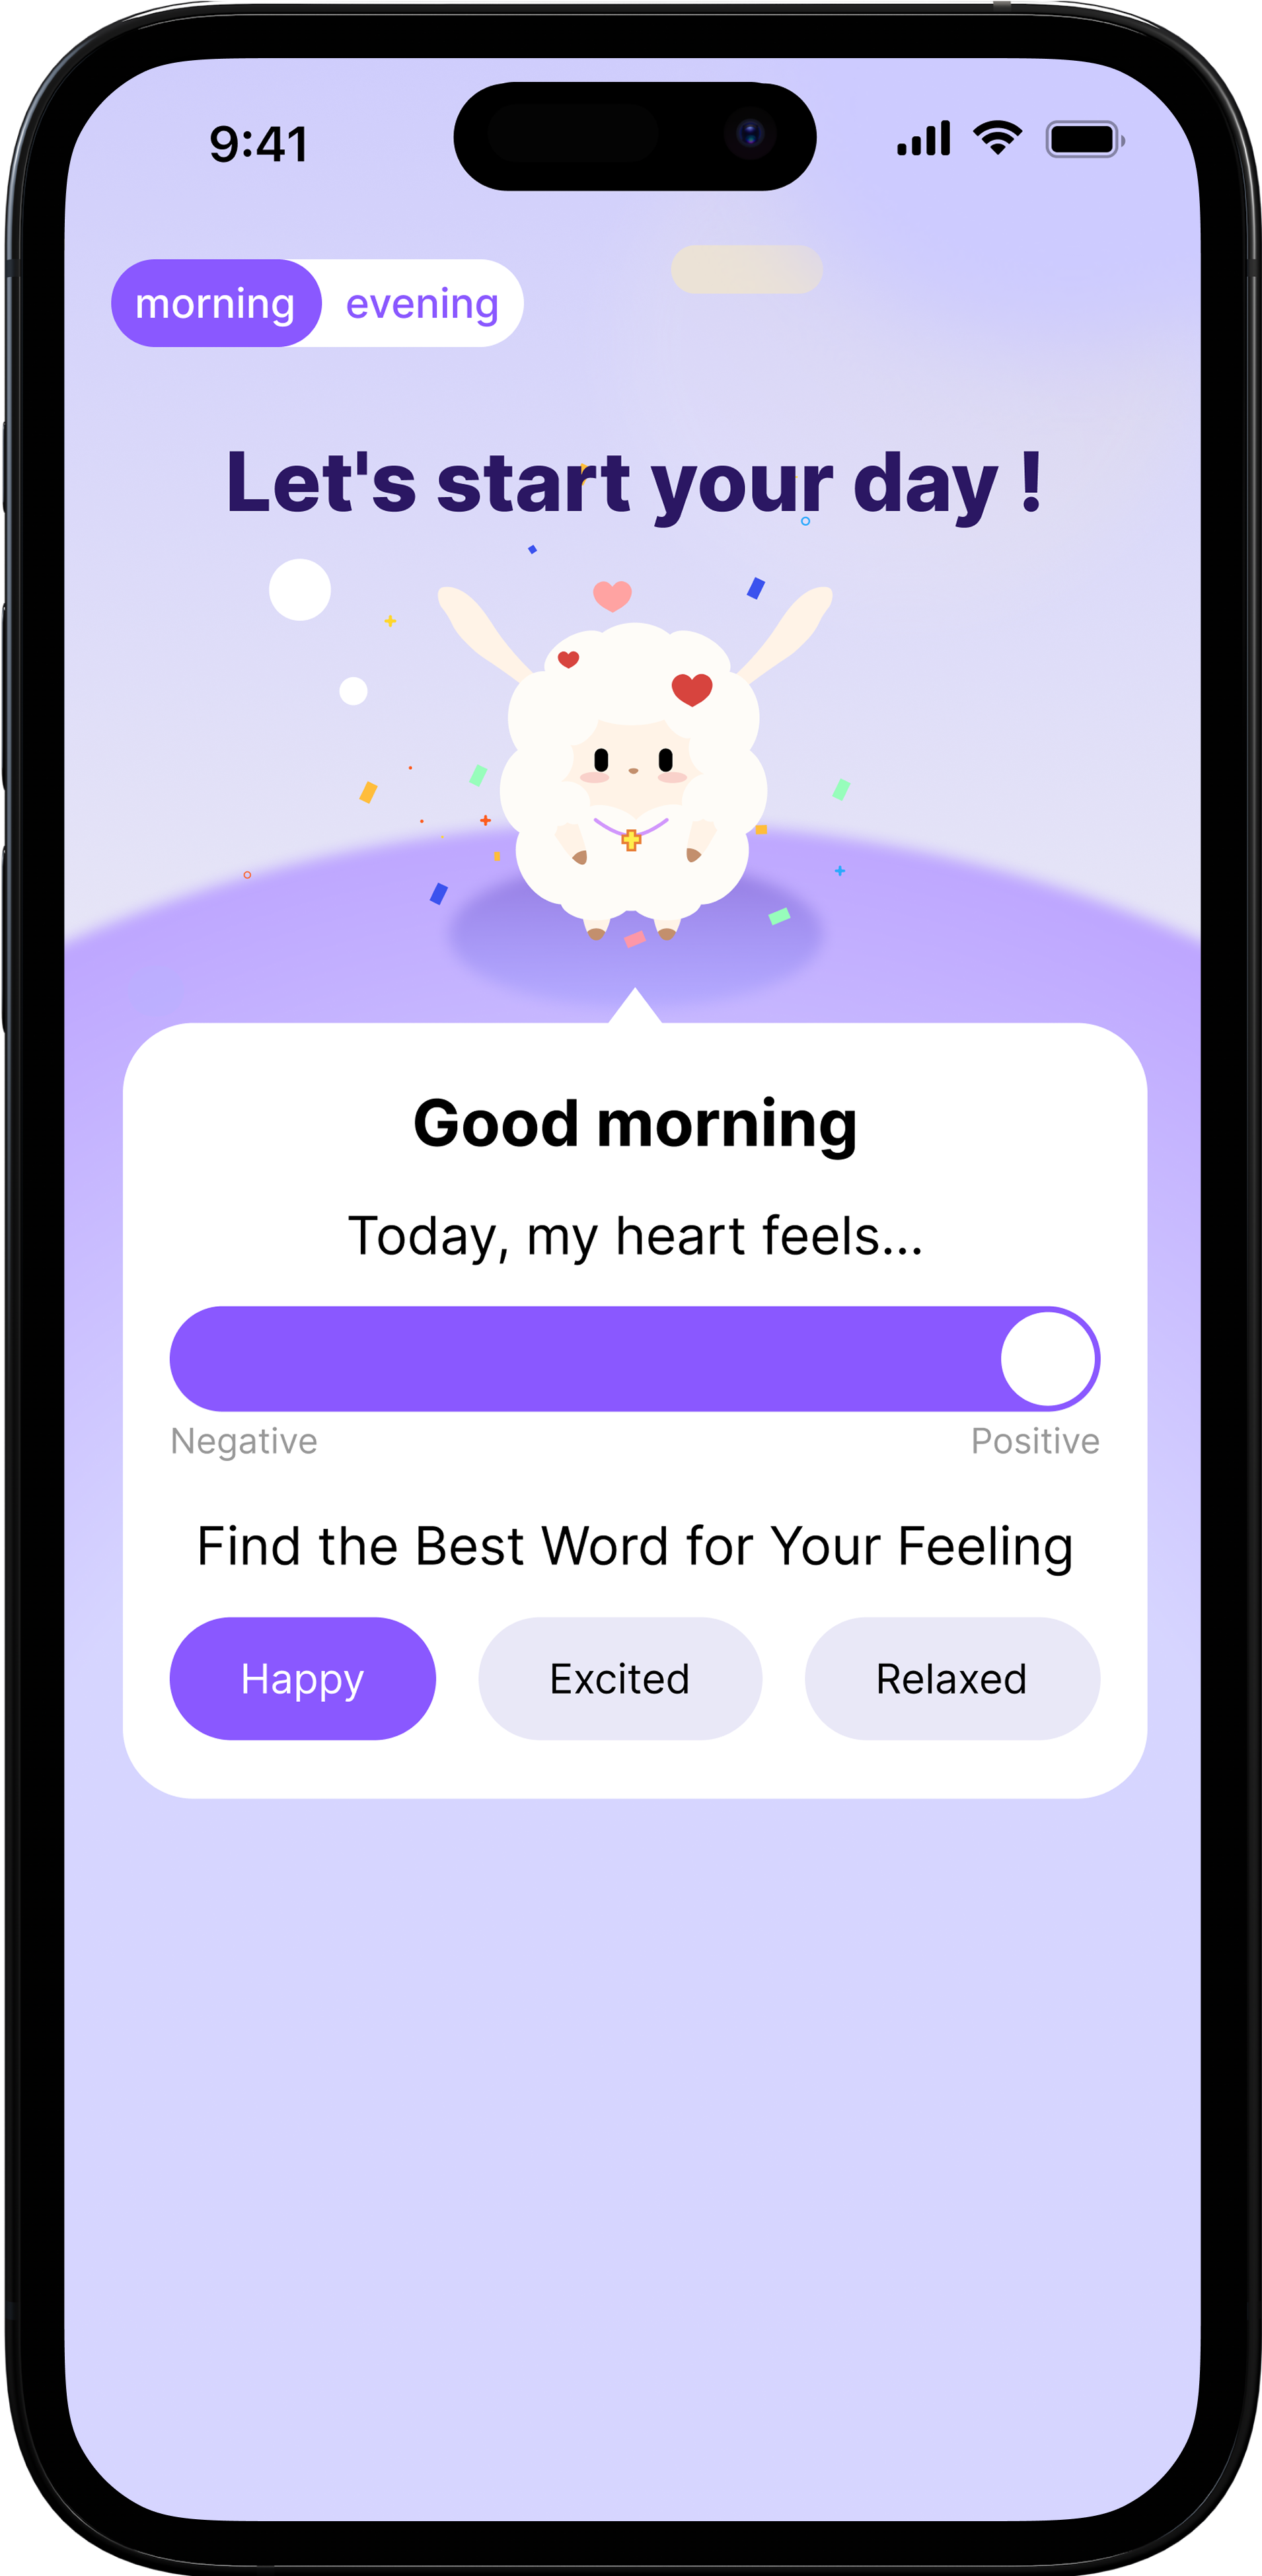 9:41
morning evening
Let's start your day !
Good morning
Today, my heart feels...
Negative Positive
Find the Best Word for Your Feeling
Happy Excited Relaxed